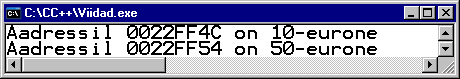 C:\CC++\Viidad.exe
Aadressil 0022FF4C on 10-eurone
Aadressil 0022FF54 on 50-eurone